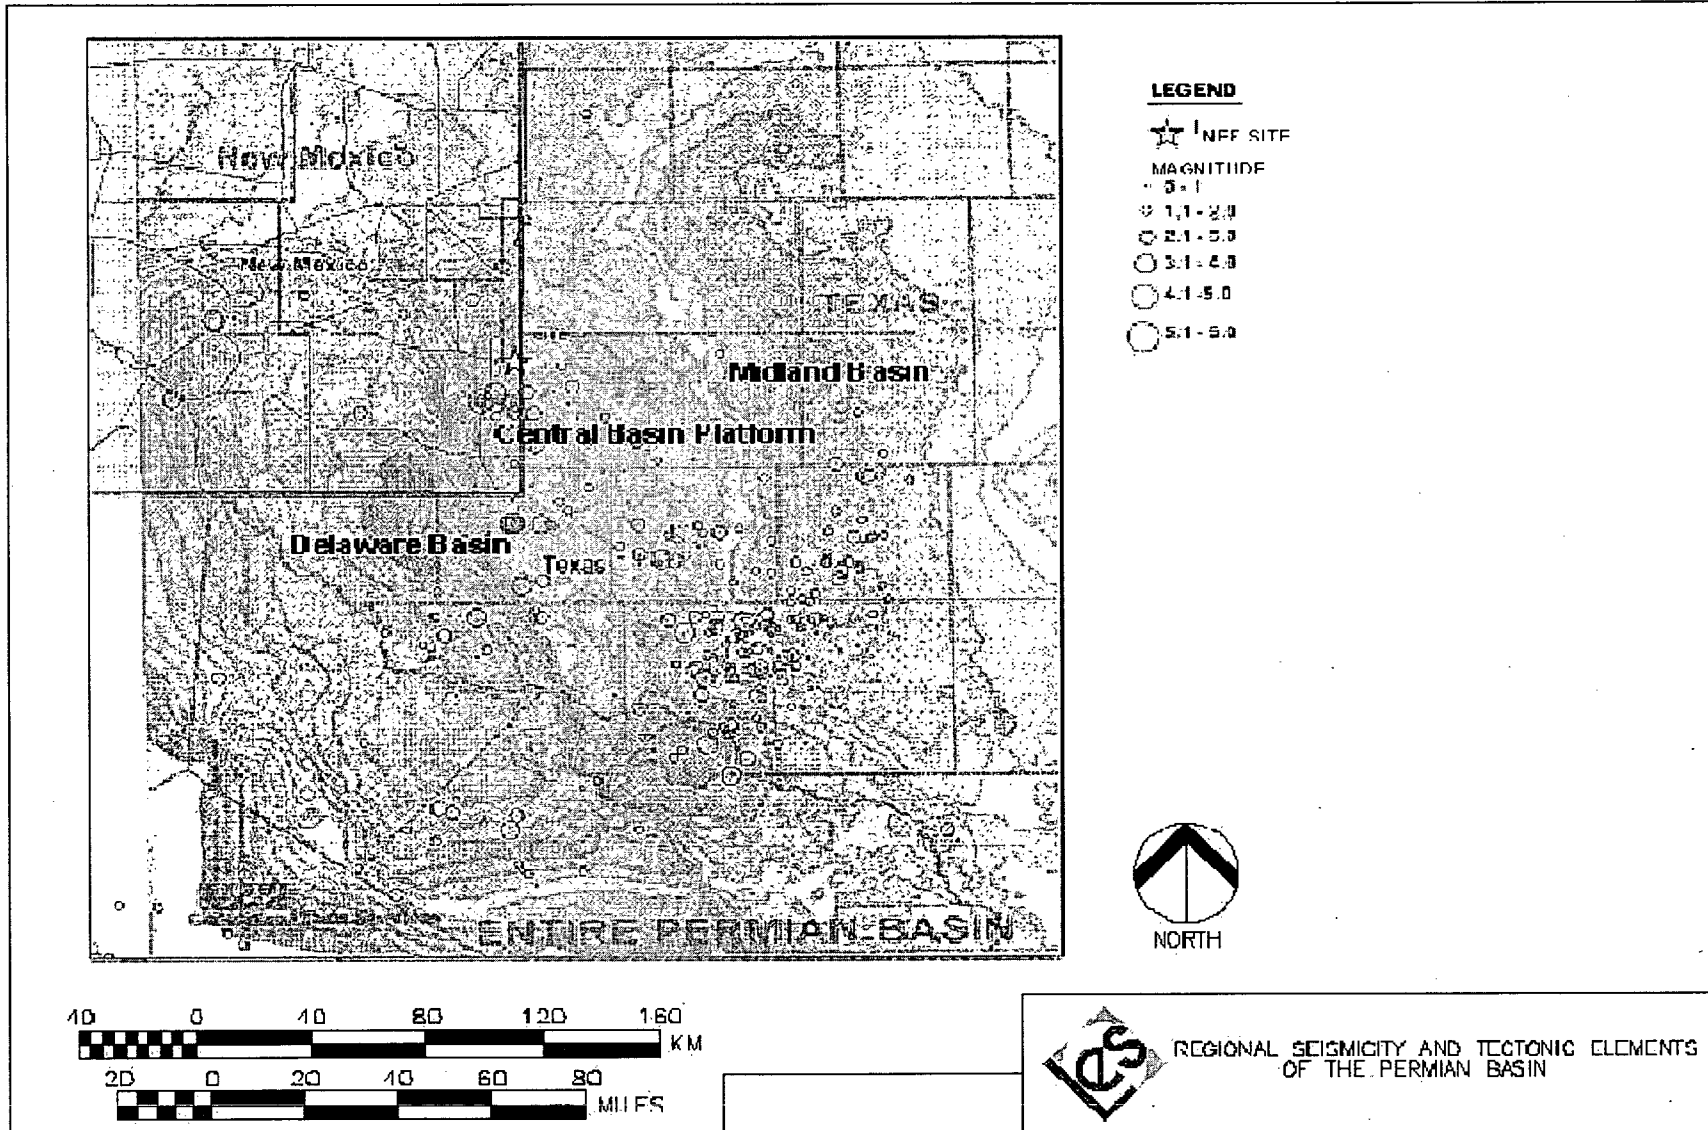 LEGEND
NEF SITE
MAGNITUDE
0 - 1
1.1 - 2.0
2.1 - 3.0
3.1 - 4.0
4.1 - 5.0
5.1 - 6.0
New Mexico
New Mexico
TEXAS
Midland Basin
Central Basin Platform
Delaware Basin
Texas
ENTIRE PERMIAN BASIN
NORTH
40 0 40 80 120 160
KM
20 0 20 40 60 80
MILES
LES
REGIONAL SEISMICITY AND TECTONIC ELEMENTS
OF THE PERMIAN BASIN